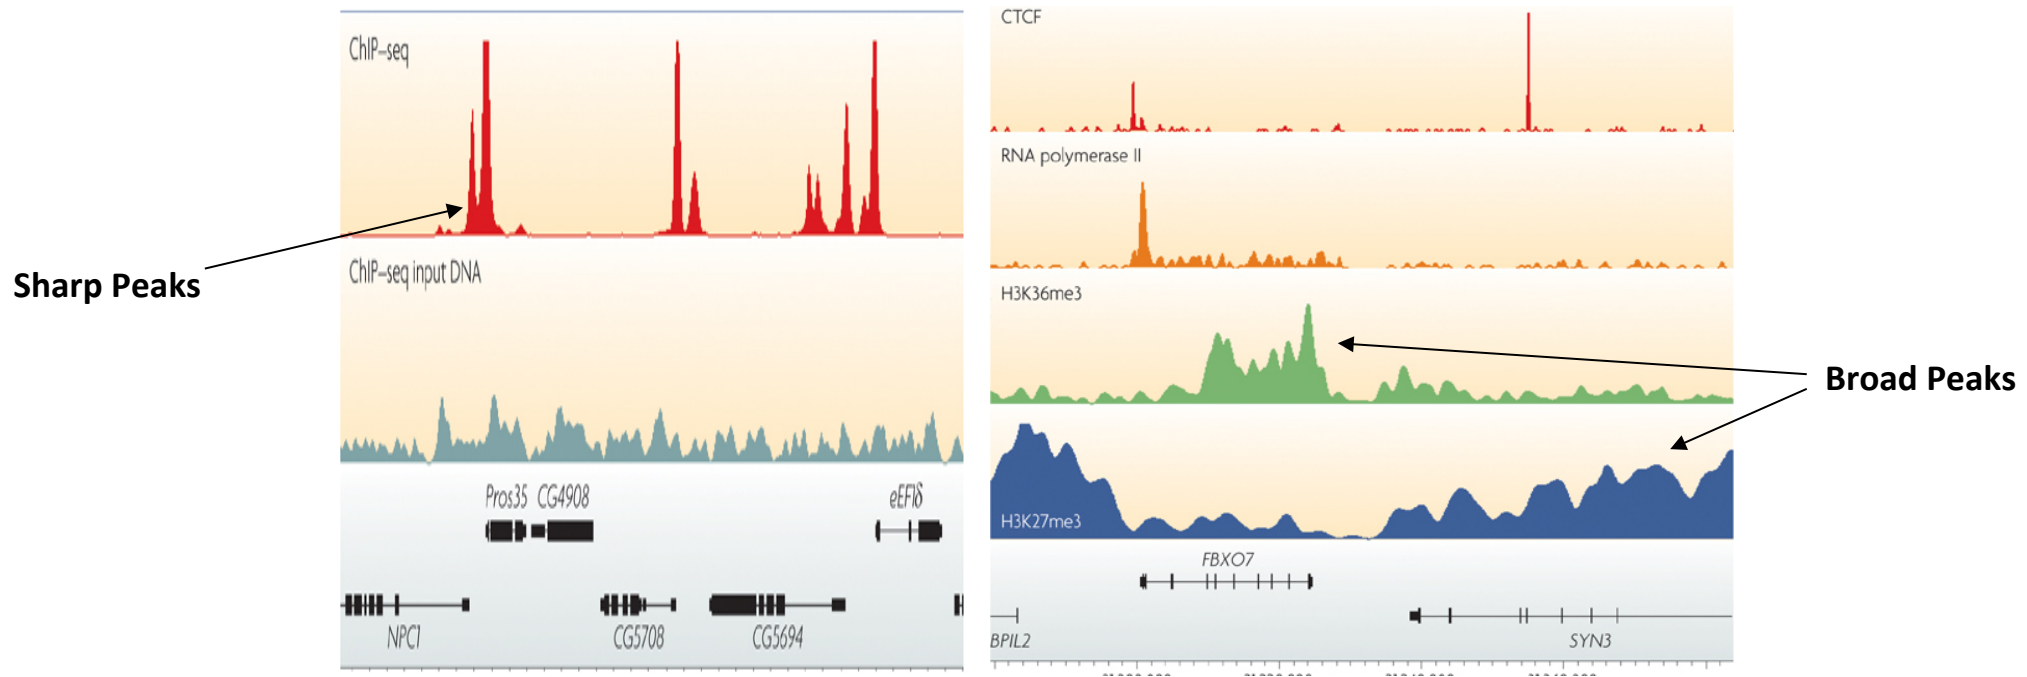 ChIP–seq
Sharp Peaks
ChIP–seq input DNA
Pros35 CG4908
eEF1δ
NPC1
CG5708
CG5694
CTCF
RNA polymerase II
H3K36me3
Broad Peaks
H3K27me3
FBXO7
BPIL2
SYN3